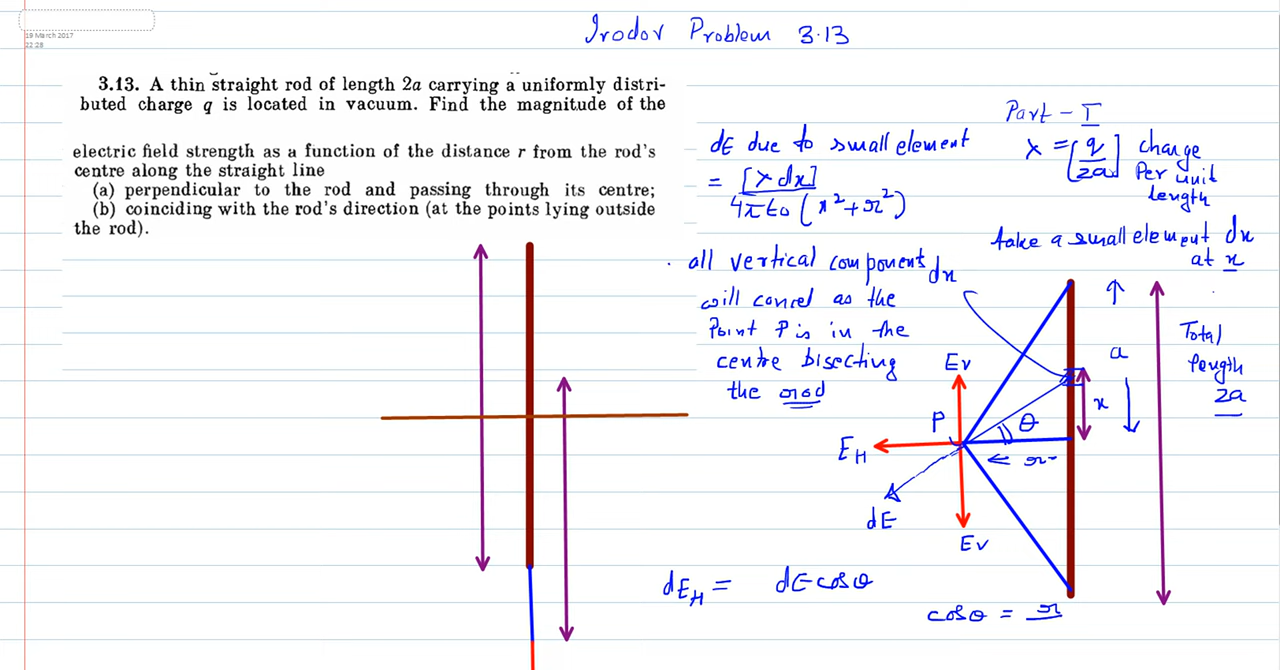 19 March 2017
22:28
Irodov Problem 3.13
3.13. A thin straight rod of length 2a carrying a uniformly distri-
buted charge q is located in vacuum. Find the magnitude of the
electric field strength as a function of the distance r from the rod's
centre along the straight line
(a) perpendicular to the rod and passing through its centre;
(b) coinciding with the rod's direction (at the points lying outside
the rod).
dE due to small element
= [λdx]
4πε0 (x²+r²)
all vertical component
will cancel as the
Point P is in the
centre bisecting
the rod
Part - I
λ = [q/2a] charge
Per unit
length
take a small element dx
at x
dx
a
x
Total
length
2a
Ev
P
θ
EH
r
dE
Ev
dEH = dE cosθ
cosθ = r